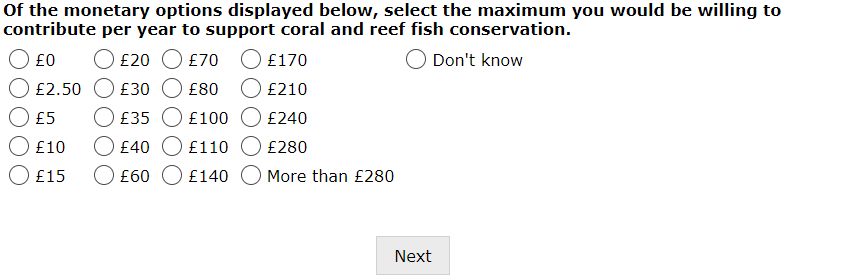 Of the monetary options displayed below, select the maximum you would be willing to
contribute per year to support coral and reef fish conservation.
£0 £20 £70 £170 Don't know
£2.50 £30 £80 £210
£5 £35 £100 £240
£10 £40 £110 £280
£15 £60 £140 More than £280
Next